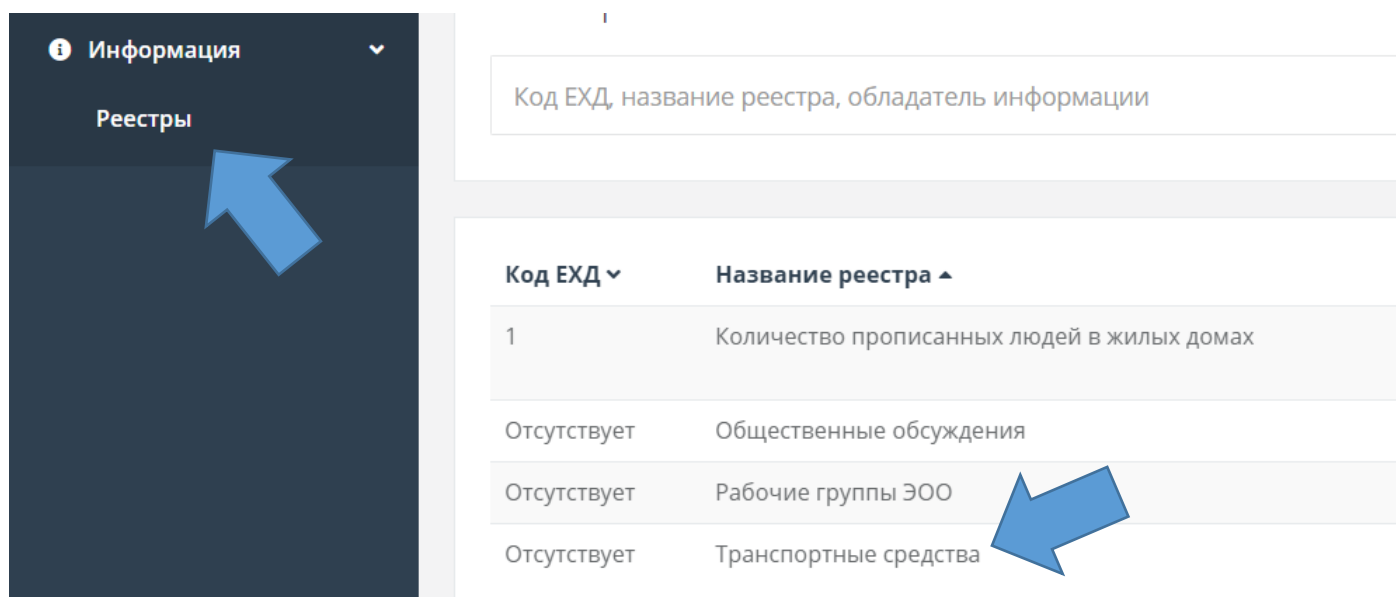 Информация
Реестры
Код ЕХД, название реестра, обладатель информации
Код ЕХД Название реестра
1 Количество прописанных людей в жилых домах
Отсутствует Общественные обсуждения
Отсутствует Рабочие группы ЭОО
Отсутствует Транспортные средства